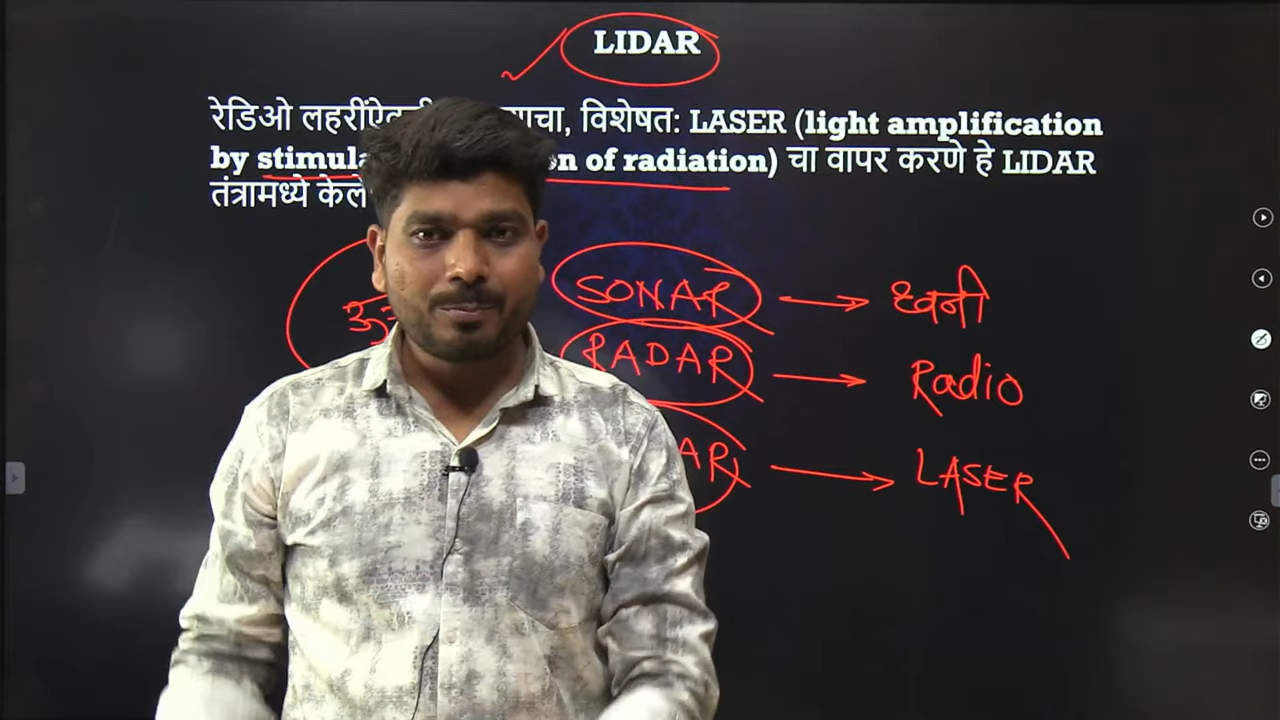 LIDAR
रेडिओ लहरींऐवजी विशेषत: LASER (light amplification
by of radiation) चा वापर करणे हे LIDAR
तंत्रामध्ये
SONAR → ध्वनी
RADAR → Radio
→ LASER